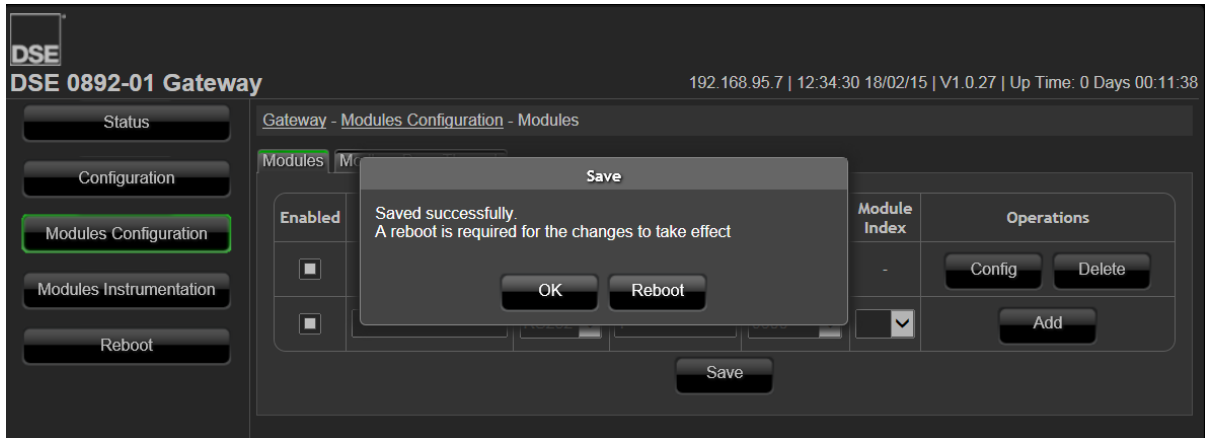 DSE
DSE 0892-01 Gateway
192.168.95.7 | 12:34:30 18/02/15 | V1.0.27 | Up Time: 0 Days 00:11:38
Status
Configuration
Modules Configuration
Modules Instrumentation
Reboot
Gateway - Modules Configuration - Modules
Modules
Save
Saved successfully.
A reboot is required for the changes to take effect
OK
Reboot
Enabled
Module
Index
Operations
-
Config
Delete
Add
Save